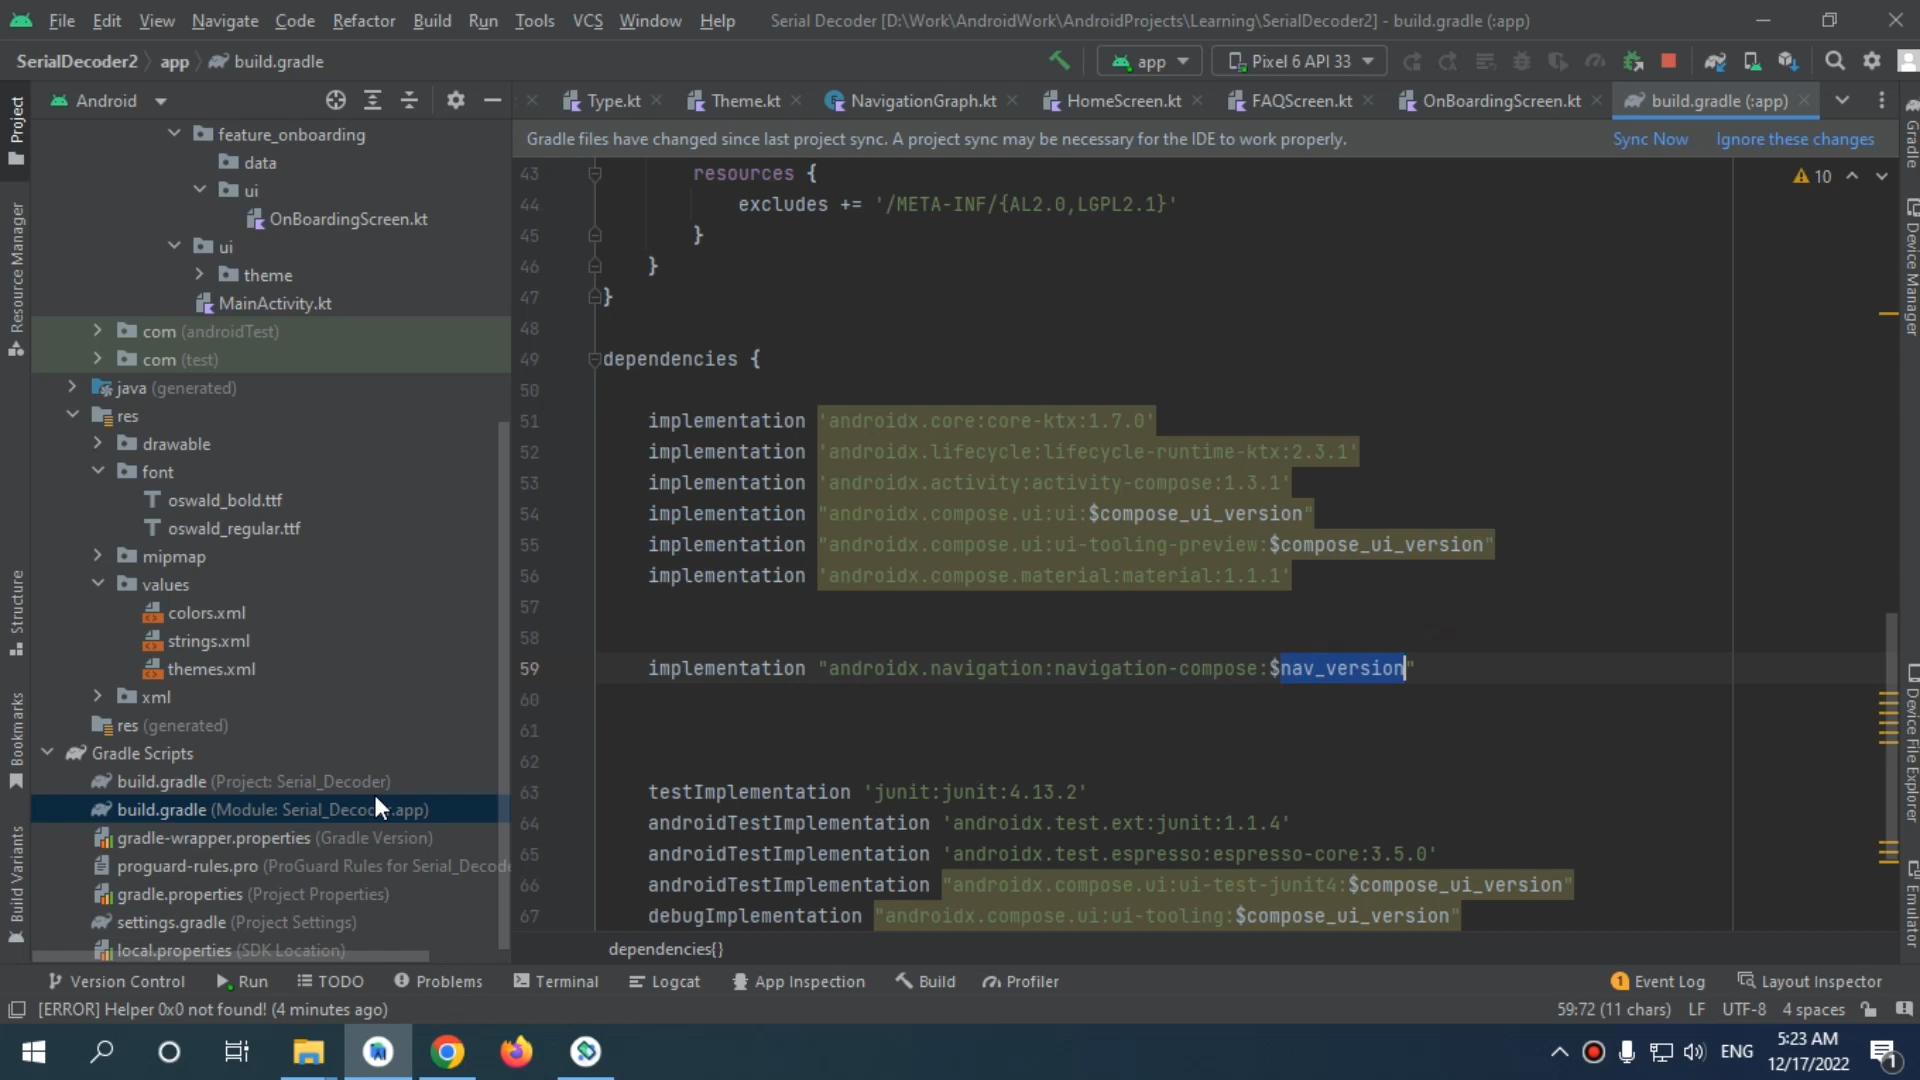 File Edit View Navigate Code Refactor Build Run Tools VCS Window Help Serial Decoder [D:\Work\AndroidWork\AndroidProjects\Learning\SerialDecoder2] - build.gradle (:app)
SerialDecoder2 app build.gradle app Pixel 6 API 33
Android Type.kt Theme.kt NavigationGraph.kt HomeScreen.kt FAQScreen.kt OnBoardingScreen.kt build.gradle (:app)
Gradle files have changed since last project sync. A project sync may be necessary for the IDE to work properly. Sync Now Ignore these changes
Project
Resource Manager
Structure
Bookmarks
Build Variants
feature_onboarding
data
ui
OnBoardingScreen.kt
ui
theme
MainActivity.kt
com (androidTest)
com (test)
java (generated)
res
drawable
font
oswald_bold.ttf
oswald_regular.ttf
mipmap
values
colors.xml
strings.xml
themes.xml
xml
res (generated)
Gradle Scripts
build.gradle (Project: Serial_Decoder)
build.gradle (Module: Serial_Decoder.app)
gradle-wrapper.properties (Gradle Version)
proguard-rules.pro (ProGuard Rules for Serial_Decode
gradle.properties (Project Properties)
settings.gradle (Project Settings)
local.properties (SDK Location)
10
43 resources {
44 excludes += '/META-INF/{AL2.0,LGPL2.1}'
45 }
46 }
47 }
48
49 dependencies {
50
51 implementation 'androidx.core:core-ktx:1.7.0'
52 implementation 'androidx.lifecycle:lifecycle-runtime-ktx:2.3.1'
53 implementation 'androidx.activity:activity-compose:1.3.1'
54 implementation "androidx.compose.ui:ui:$compose_ui_version"
55 implementation "androidx.compose.ui:ui-tooling-preview:$compose_ui_version"
56 implementation 'androidx.compose.material:material:1.1.1'
57
58
59 implementation "androidx.navigation:navigation-compose:$nav_version"
60
61
62
63 testImplementation 'junit:junit:4.13.2'
64 androidTestImplementation 'androidx.test.ext:junit:1.1.4'
65 androidTestImplementation 'androidx.test.espresso:espresso-core:3.5.0'
66 androidTestImplementation "androidx.compose.ui:ui-test-junit4:$compose_ui_version"
67 debugImplementation "androidx.compose.ui:ui-tooling:$compose_ui_version"
dependencies{}
Gradle
Device Manager
Device File Explorer
Emulator
Version Control Run TODO Problems Terminal Logcat App Inspection Build Profiler 1 Event Log Layout Inspector
[ERROR] Helper 0x0 not found! (4 minutes ago) 59:72 (11 chars) LF UTF-8 4 spaces
ENG 5:23 AM
12/17/2022 1